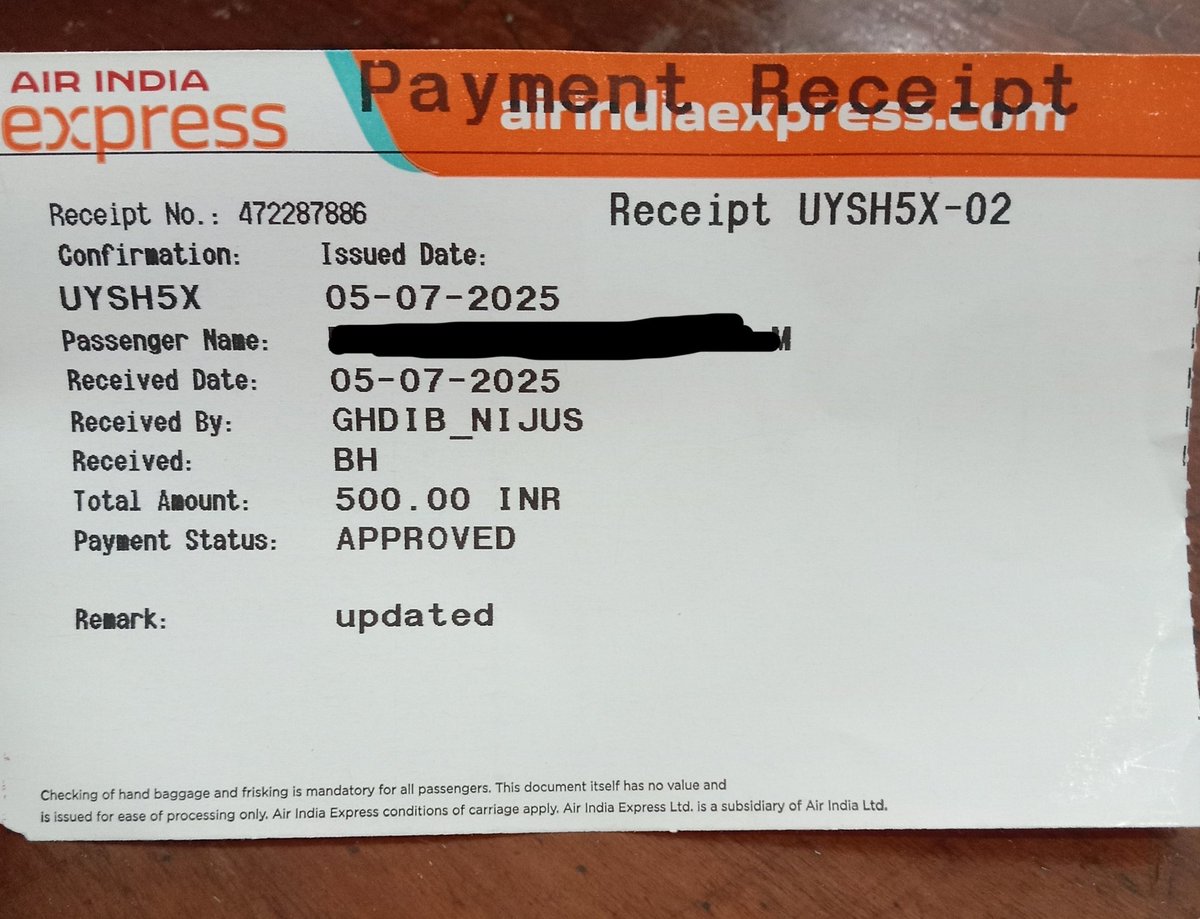 AIR INDIA
express
Payment Receipt
airindiaexpress.com
Receipt No.: 472287886
Receipt UYSH5X-02
Confirmation: Issued Date:
UYSH5X 05-07-2025
Passenger Name: M
Received Date: 05-07-2025
Received By: GHDIB_NIJUS
Received: BH
Total Amount: 500.00 INR
Payment Status: APPROVED
Remark: updated
Checking of hand baggage and frisking is mandatory for all passengers. This document itself has no value and
is issued for ease of processing only. Air India Express conditions of carriage apply. Air India Express Ltd. is a subsidiary of Air India Ltd.